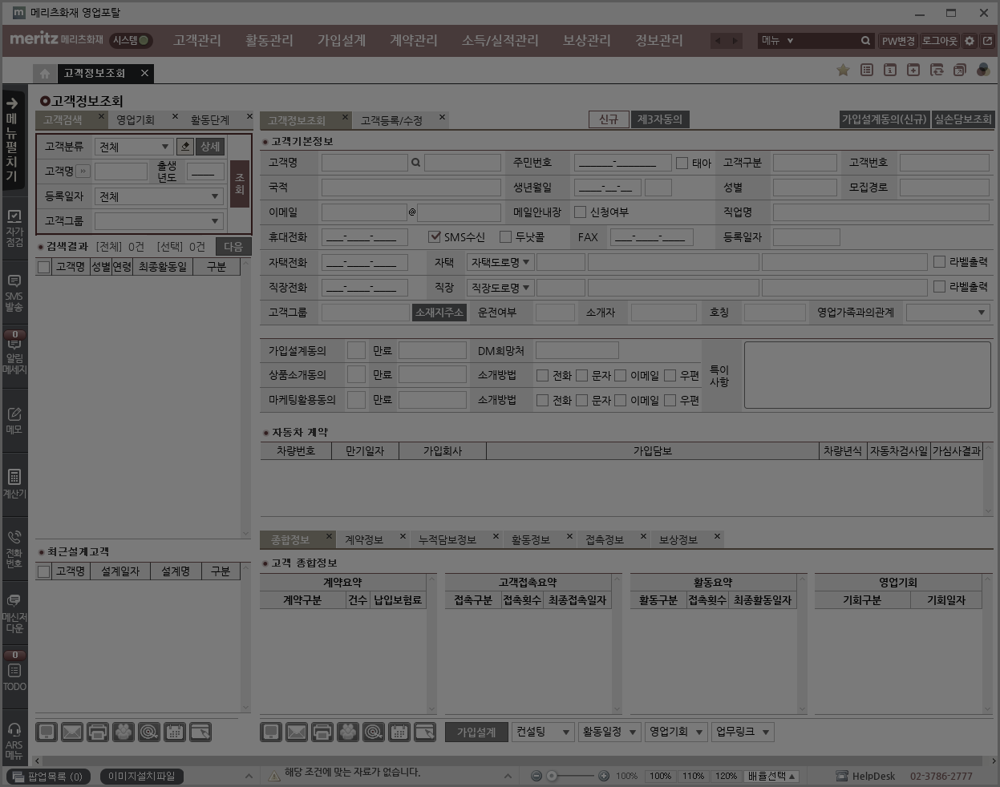 메리츠화재 영업포탈
meritz 메리츠화재 시스템 고객관리 활동관리 가입설계 계약관리 소득/실적관리 보상관리 정보관리 메뉴 PW변경 로그아웃
고객정보조회
메뉴펼치기
자가점검
SMS발송
0
알림메세지
메모
계산기
전화번호
메신저다운
0
TODO
ARS메뉴
고객정보조회
고객검색 영업기회 활동단계
고객분류 전체 상세
고객명 출생년도 조회
등록일자 전체
고객그룹
검색결과 [전체] 0건 [선택] 0건 다음
고객명 성별 연령 최종활동일 구분
최근설계고객
고객명 설계일자 설계명 구분
고객정보조회 고객등록/수정 신규 제3자동의 가입설계동의(신규) 실손담보조회
고객기본정보
고객명 주민번호 _______-________ 태아 고객구분 고객번호
국적 생년월일 ____-__-__ 성별 모집경로
이메일 @ 메일안내장 신청여부 직업명
휴대전화 ___-____-____ SMS수신 두낫콜 FAX ___-____-____ 등록일자
자택전화 ___-____-____ 자택 자택도로명 라벨출력
직장전화 ___-____-____ 직장 직장도로명 라벨출력
고객그룹 소재지주소 운전여부 소개자 호칭 영업가족과의관계
가입설계동의 만료 DM희망처 특이사항
상품소개동의 만료 소개방법 전화 문자 이메일 우편
마케팅활용동의 만료 소개방법 전화 문자 이메일 우편
자동차 계약
차량번호 만기일자 가입회사 가입담보 차량년식 자동차검사일 가심사결과
종합정보 계약정보 누적담보정보 활동정보 접촉정보 보상정보
고객 종합정보
계약요약 고객접촉요약 활동요약 영업기회
계약구분 건수 납입보험료 접촉구분 접촉횟수 최종접촉일자 활동구분 접촉횟수 최종활동일자 기회구분 기회일자
가입설계 컨설팅 활동일정 영업기회 업무링크
팝업목록 (0) 이미지설치파일 해당 조건에 맞는 자료가 없습니다. 100% 100% 110% 120% 배율선택 HelpDesk 02-3786-2777